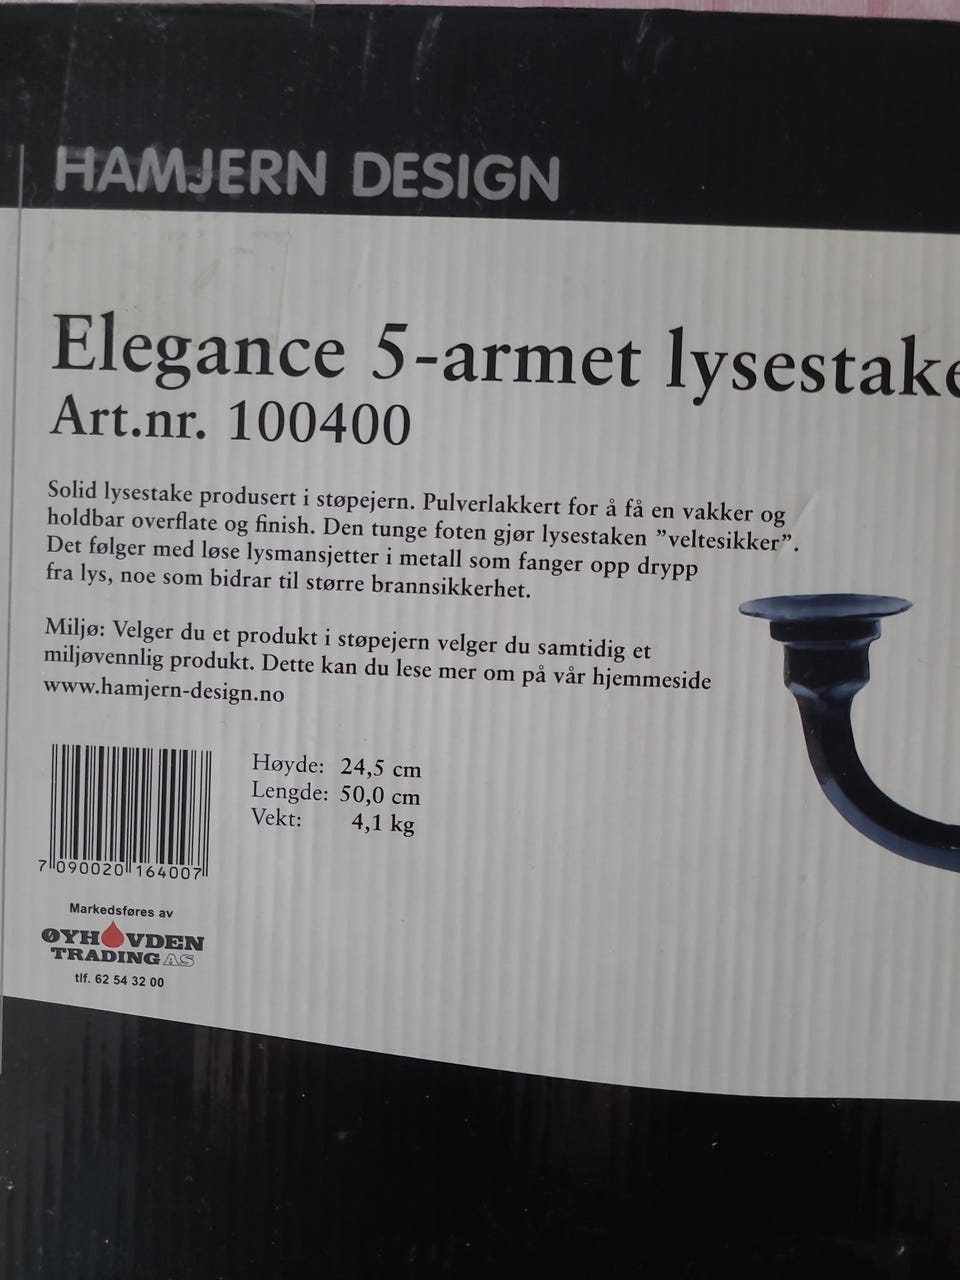 HAMJERN DESIGN
Elegance 5-armet lysestake
Art.nr. 100400
Solid lysestake produsert i støpejern. Pulverlakkert for å få en vakker og
holdbar overflate og finish. Den tunge foten gjør lysestaken ”veltesikker”.
Det følger med løse lysmansjetter i metall som fanger opp drypp
fra lys, noe som bidrar til større brannsikkerhet.
Miljø: Velger du et produkt i støpejern velger du samtidig et
miljøvennlig produkt. Dette kan du lese mer om på vår hjemmeside
www.hamjern-design.no
Høyde: 24,5 cm
Lengde: 50,0 cm
Vekt: 4,1 kg
7 090020 164007
Markedsføres av
ØYHOVDEN
TRADING AS
tlf. 62 54 32 00